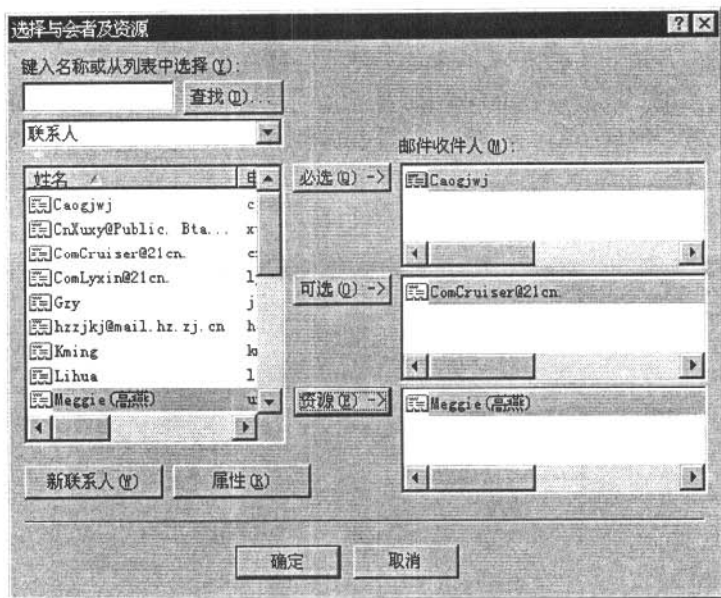 选择与会者及资源
键入名称或从列表中选择(Y):
查找(D)...
联系人
邮件收件人(M):
姓名
必选(Q) ->
Caogjwj
Caogjwj
c
CnXuxy@Public. Bta...
x
ComCruiser@21cn.
ComLyxin@21cn.
l
可选(O) ->
ComCruiser@21cn.
Gzy
j
hzzjkj@mail.hz.zj.cn
h
Kming
k
Lihua
l
Meggie(高燕)
u
资源(E) ->
Meggie(高燕)
新联系人(W)
属性(R)
确定
取消